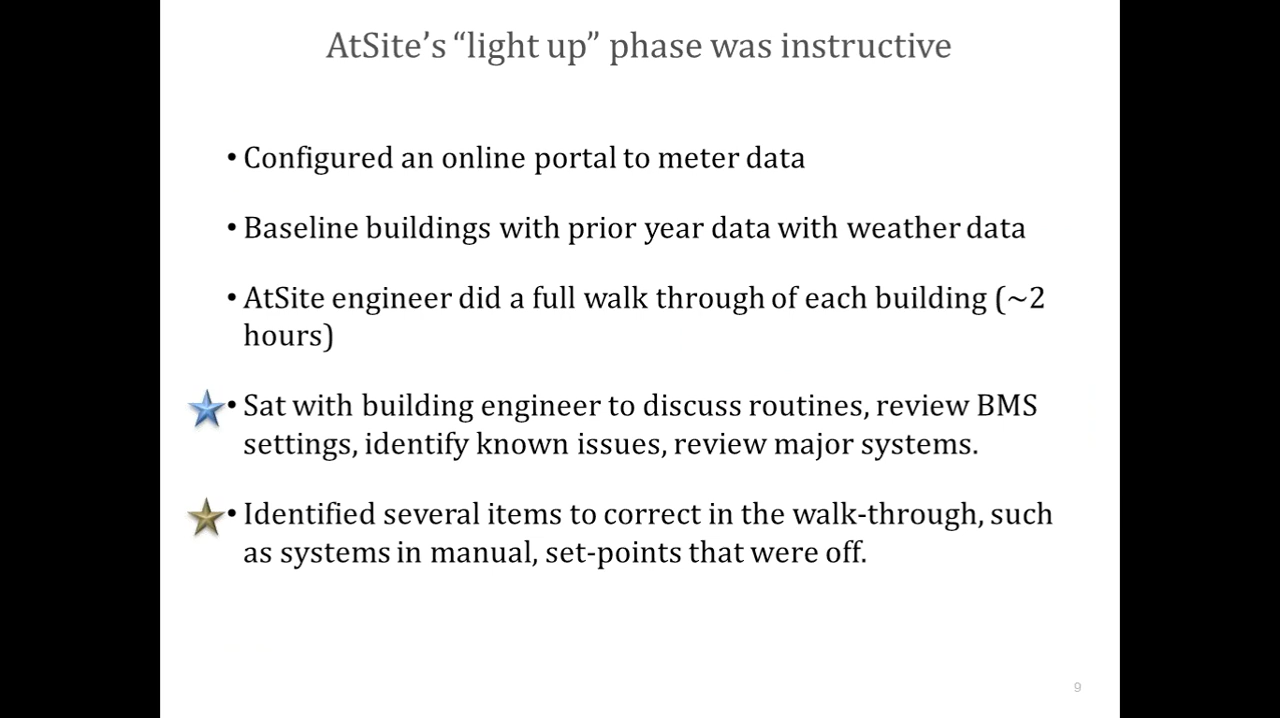 AtSite’s “light up” phase was instructive
• Configured an online portal to meter data
• Baseline buildings with prior year data with weather data
• AtSite engineer did a full walk through of each building (~2
hours)
• Sat with building engineer to discuss routines, review BMS
settings, identify known issues, review major systems.
• Identified several items to correct in the walk-through, such
as systems in manual, set-points that were off.
9